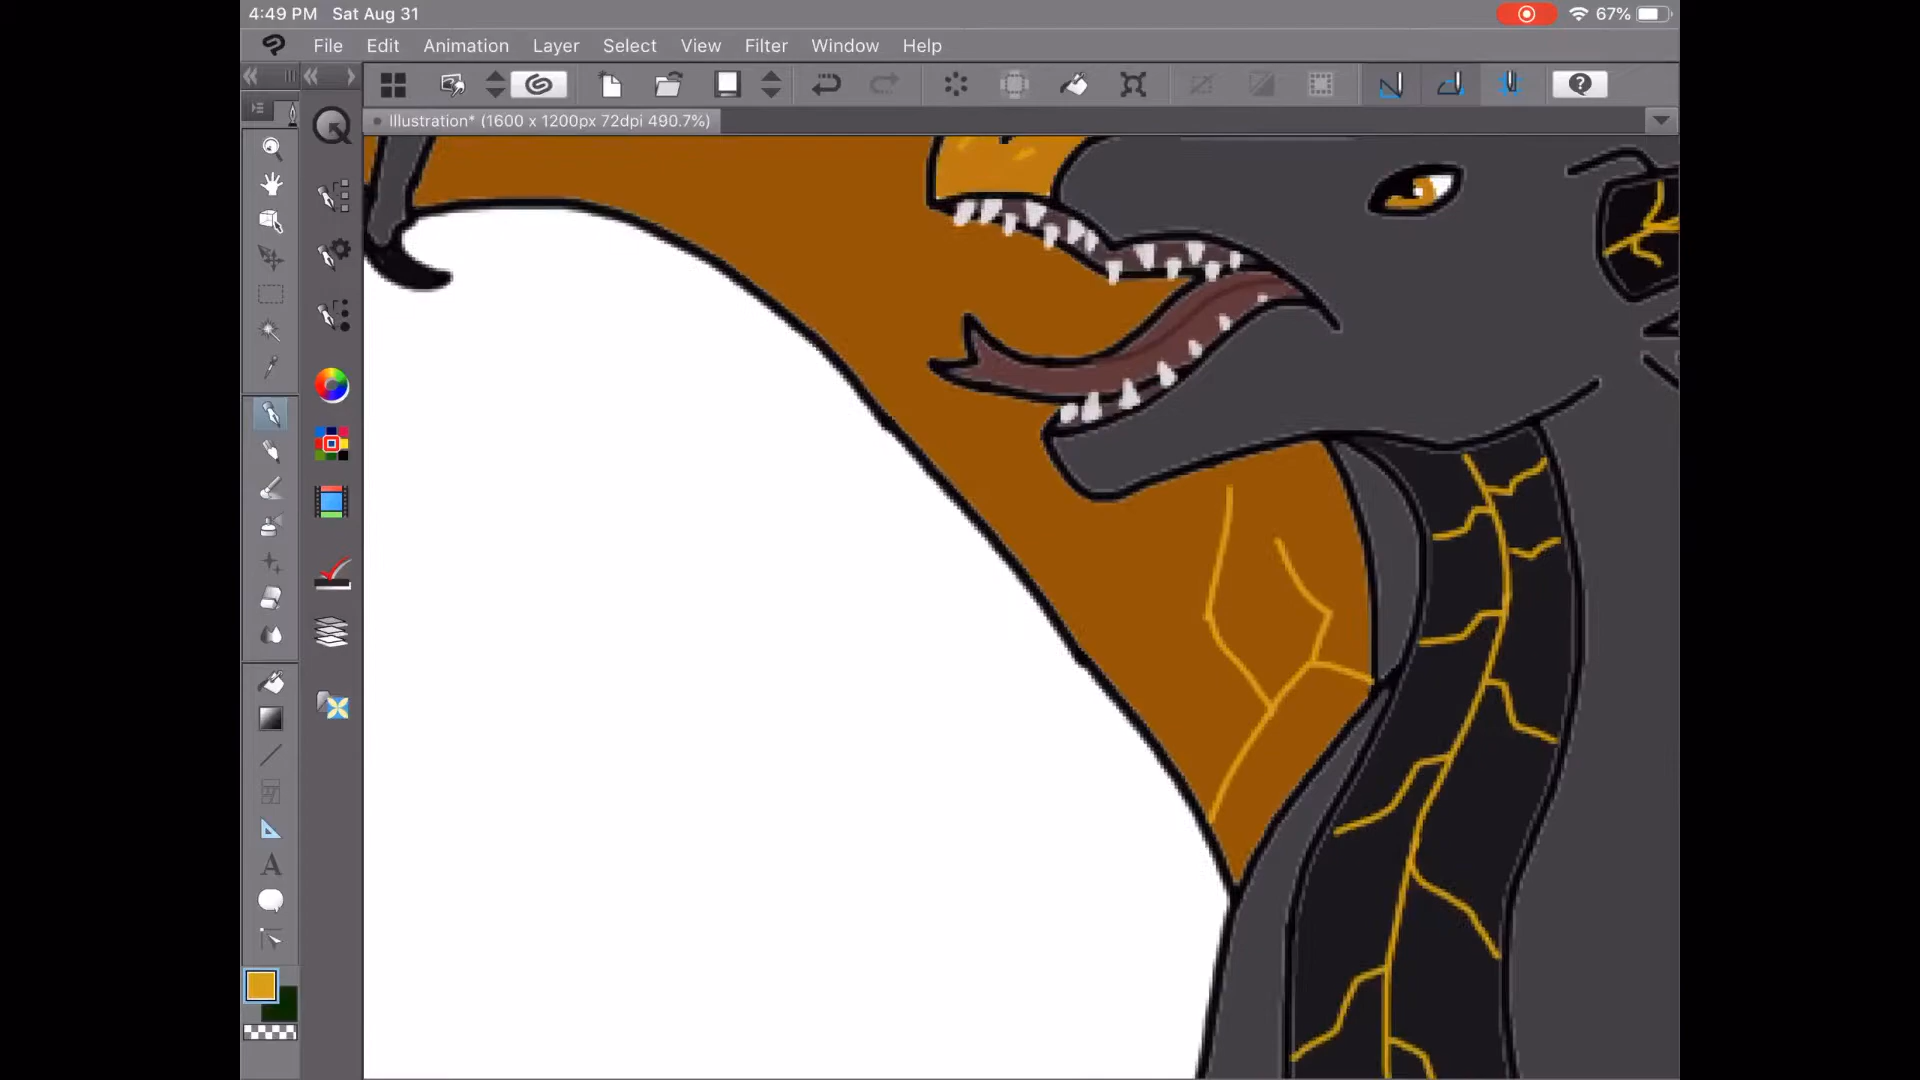 4:49 PM Sat Aug 31
67%
File Edit Animation Layer Select View Filter Window Help
Illustration* (1600 x 1200px 72dpi 490.7%)
A